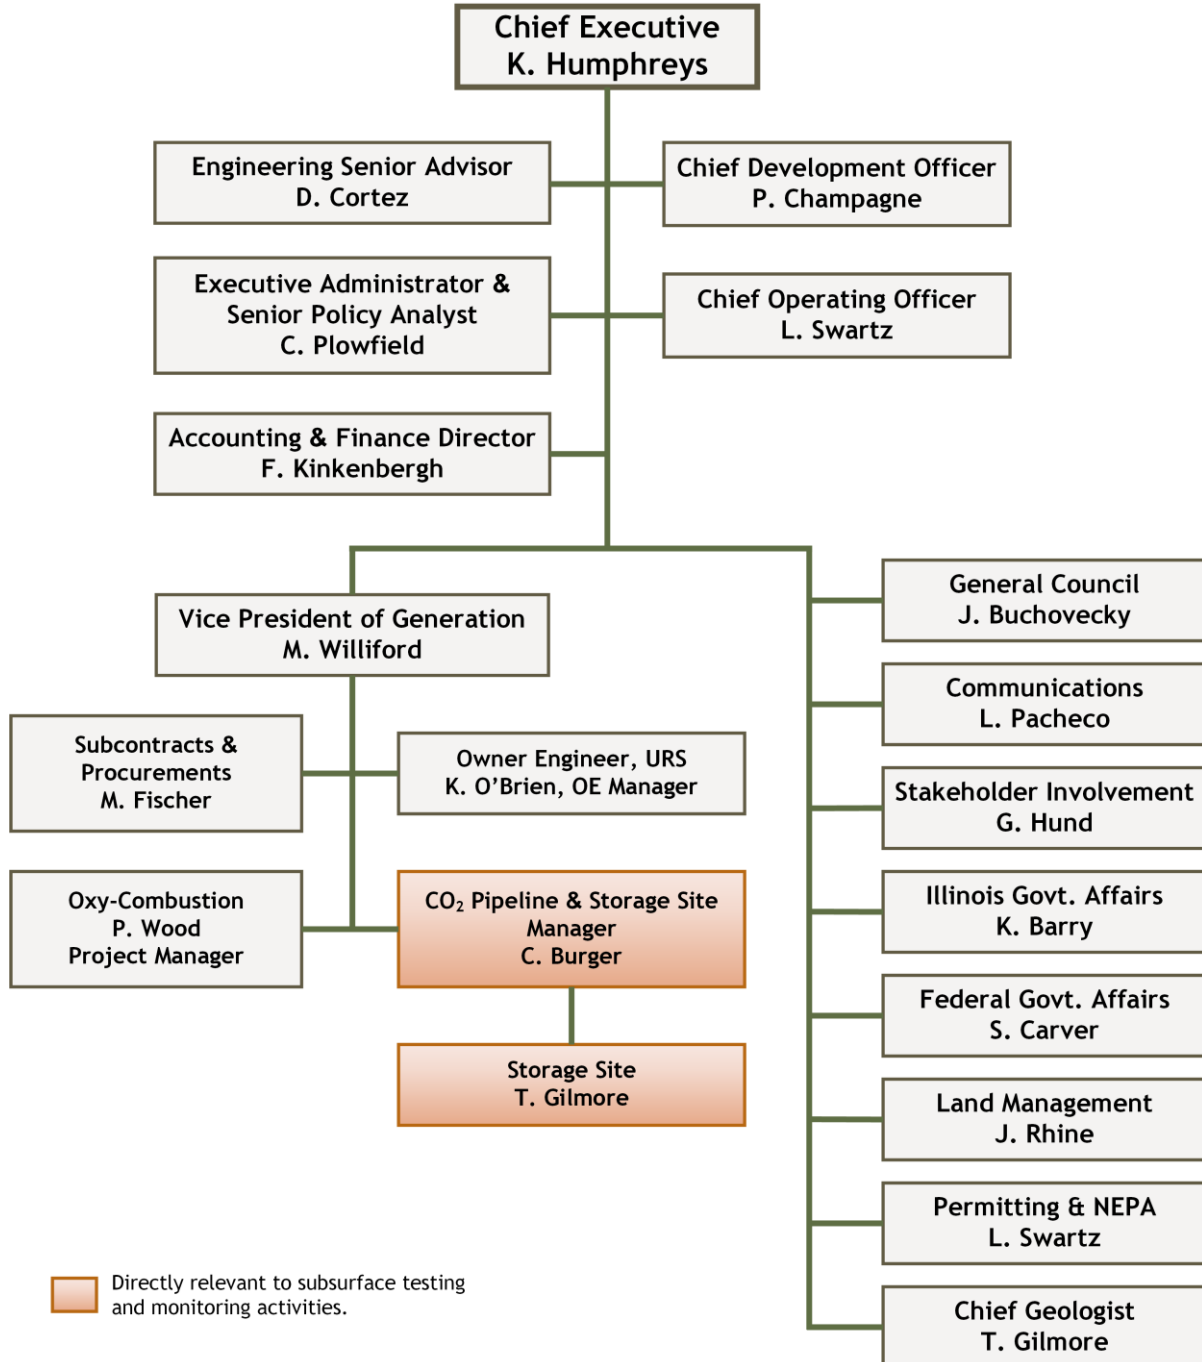 Chief Executive
K. Humphreys
Engineering Senior Advisor
D. Cortez
Chief Development Officer
P. Champagne
Executive Administrator &
Senior Policy Analyst
C. Plowfield
Chief Operating Officer
L. Swartz
Accounting & Finance Director
F. Kinkenbergh
Vice President of Generation
M. Williford
Subcontracts &
Procurements
M. Fischer
Owner Engineer, URS
K. O’Brien, OE Manager
Oxy-Combustion
P. Wood
Project Manager
CO₂ Pipeline & Storage Site
Manager
C. Burger
Storage Site
T. Gilmore
General Council
J. Buchovecky
Communications
L. Pacheco
Stakeholder Involvement
G. Hund
Illinois Govt. Affairs
K. Barry
Federal Govt. Affairs
S. Carver
Land Management
J. Rhine
Permitting & NEPA
L. Swartz
Chief Geologist
T. Gilmore
Directly relevant to subsurface testing
and monitoring activities.